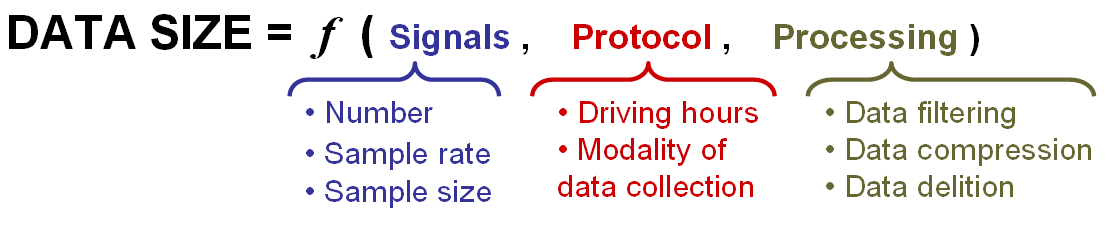 DATA SIZE = f ( Signals , Protocol , Processing )
• Number
• Sample rate
• Sample size
• Driving hours
• Modality of
data collection
• Data filtering
• Data compression
• Data delition